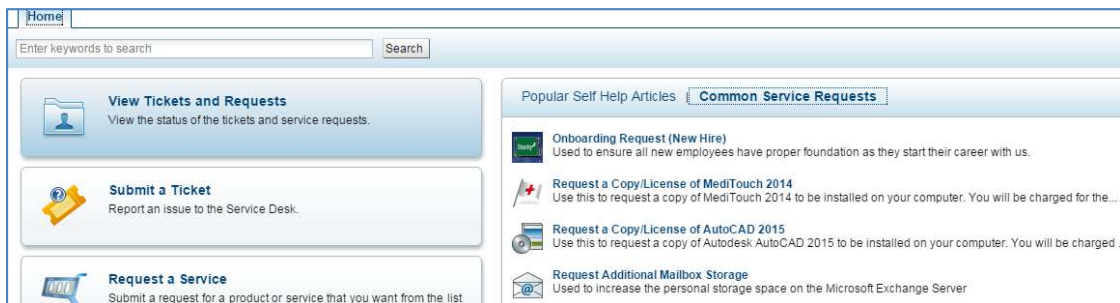 Home
Enter keywords to search
Search
View Tickets and Requests
View the status of the tickets and service requests.
Submit a Ticket
Report an issue to the Service Desk.
Request a Service
Submit a request for a product or service that you want from the list
Popular Self Help Articles | Common Service Requests
Onboarding Request (New Hire)
Used to ensure all new employees have proper foundation as they start their career with us.
Request a Copy/License of MediTouch 2014
Use this to request a copy of MediTouch 2014 to be installed on your computer. You will be charged for the...
Request a Copy/License of AutoCAD 2015
Use this to request a copy of Autodesk AutoCAD 2015 to be installed on your computer. You will be charged .
Request Additional Mailbox Storage
Used to increase the personal storage space on the Microsoft Exchange Server